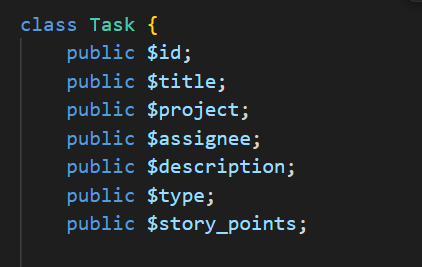 class Task {
    public $id;
    public $title;
    public $project;
    public $assignee;
    public $description;
    public $type;
    public $story_points;